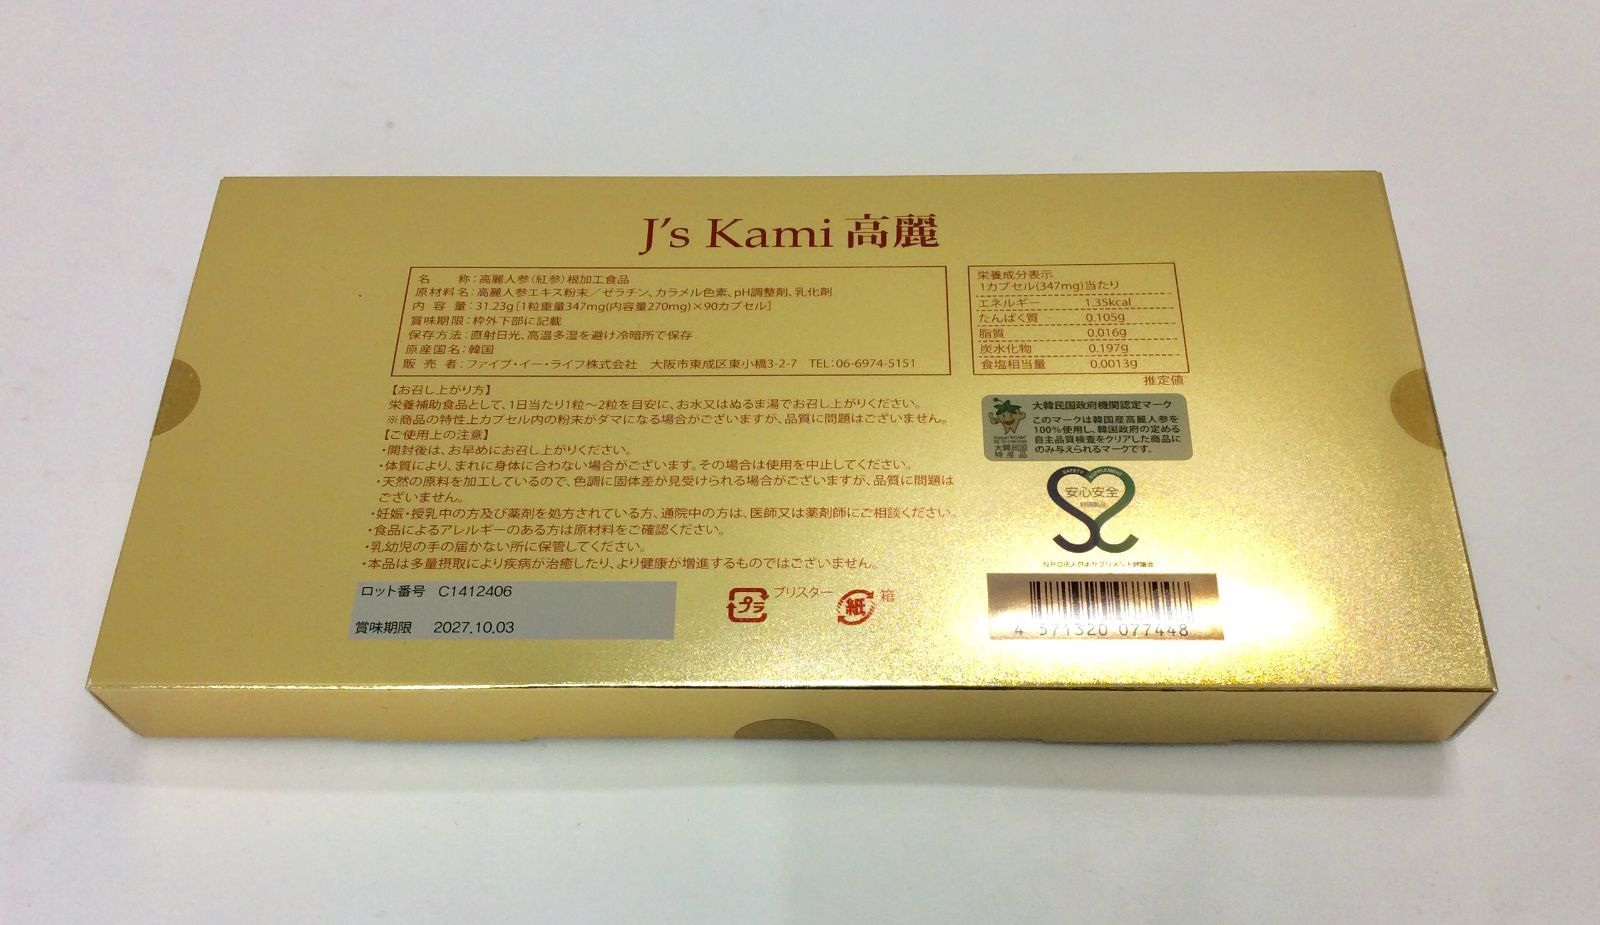 J's Kami 高麗
名　　称：高麗人参（紅参）根加工食品
原材料名：高麗人参エキス粉末／ゼラチン、カラメル色素、pH調整剤、乳化剤
内 容 量：31.23g［1粒重量347mg(内容量270mg)×90カプセル］
賞味期限：枠外下部に記載
保存方法：直射日光、高温多湿を避け冷暗所で保存
原産国名：韓国
販 売 者：ファイブ・イー・ライフ株式会社　大阪市東成区東小橋3-2-7　TEL：06-6974-5151
栄養成分表示
1カプセル(347mg)当たり
エネルギー 1.35kcal
たんぱく質 0.105g
脂質 0.016g
炭水化物 0.197g
食塩相当量 0.0013g
推定値
【お召し上がり方】
栄養補助食品として、1日当たり1粒～2粒を目安に、お水又はぬるま湯でお召し上がりください。
※商品の特性上カプセル内の粉末がダマになる場合がございますが、品質に問題はございません。
【ご使用上の注意】
・開封後は、お早めにお召し上がりください。
・体質により、まれに身体に合わない場合がございます。その場合は使用を中止してください。
・天然の原料を加工しているので、色調に固体差が見受けられる場合がございますが、品質に問題は
ございません。
・妊娠・授乳中の方及び薬剤を処方されている方、通院中の方は、医師又は薬剤師にご相談ください。
・食品によるアレルギーのある方は原材料をご確認ください。
・乳幼児の手の届かない所に保管してください。
・本品は多量摂取により疾病が治癒したり、より健康が増進するものではございません。
大韓民国政府機関認定マーク
このマークは韓国産高麗人参を
100%使用し、韓国政府の定める
自主品質検査をクリアした商品に
のみ与えられるマークです。
大韓民国
特産品
SAFETY SUPPLEMENT
安心安全
NPO法人日本サプリメント評議会
ロット番号 C1412406
賞味期限 2027.10.03
プラ
ブリスター
紙
箱
4 571320 077448